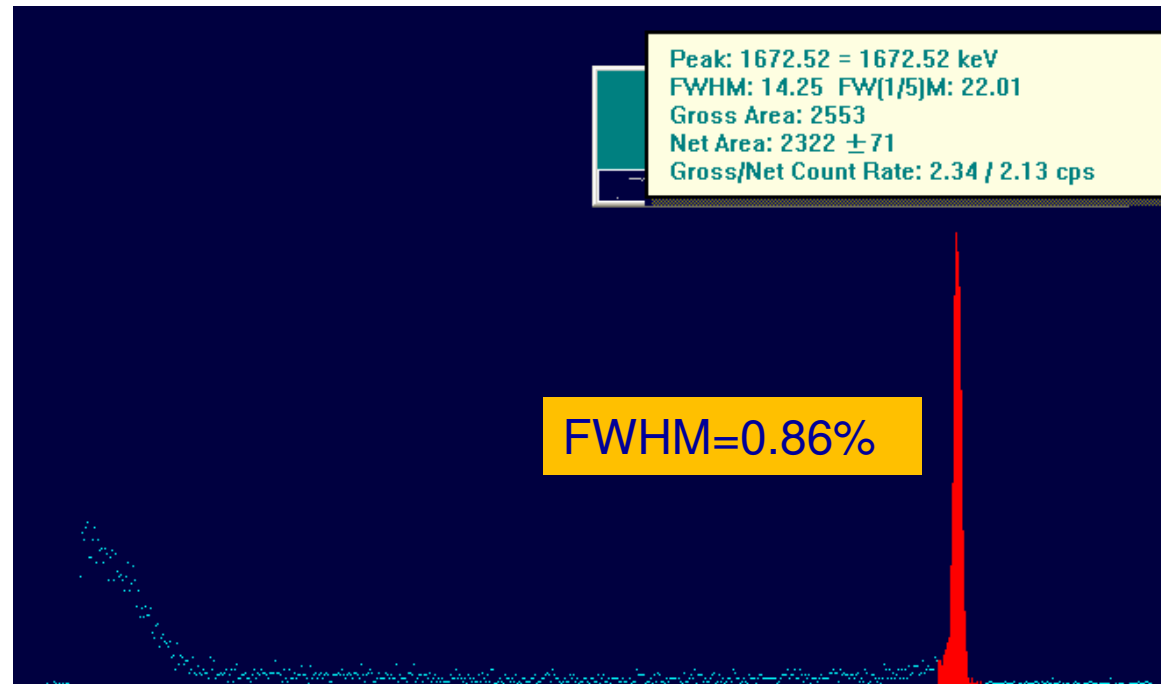 Peak: 1672.52 = 1672.52 keV
FWHM: 14.25 FW(1/5)M: 22.01
Gross Area: 2553
Net Area: 2322 ±71
Gross/Net Count Rate: 2.34 / 2.13 cps
FWHM=0.86%